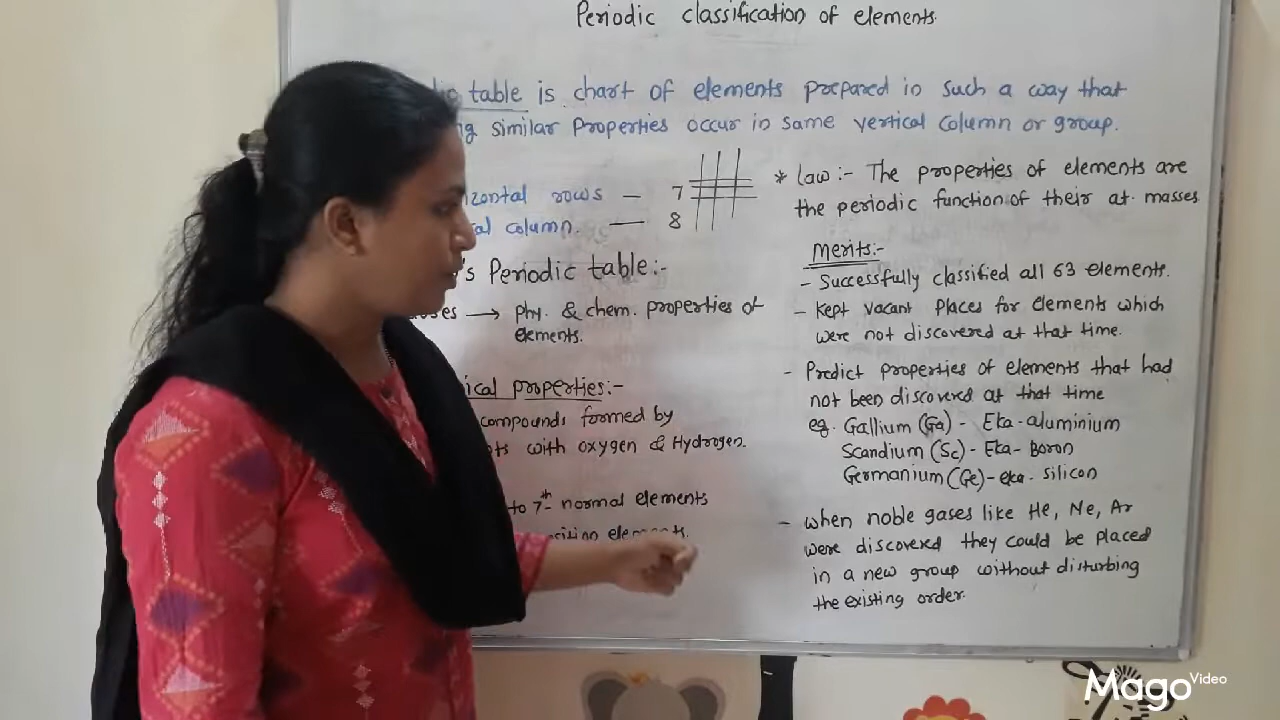 Periodic classification of elements.
table is chart of elements prepared in such a way that
similar Properties occur in same vertical column or group.
rows — 7
column. — 8
's Periodic table:-
→ Phy. & chem. properties of
elements.
properties:-
compounds formed by
with oxygen & Hydrogen.
to 7th normal elements
* Law :- The properties of elements are
the periodic function of their at. masses
Merits:-
- Successfully classified all 63 elements.
- Kept vacant places for elements which
were not discovered at that time.
- Predict properties of elements that had
not been discovered at that time
eg. Gallium (Ga) - Eka-aluminium
Scandium (Sc) - Eka- Boron
Germanium (Ge) - eka- silicon
- when noble gases like He, Ne, Ar
were discovered they could be placed
in a new group without disturbing
the existing order.
Mago Video